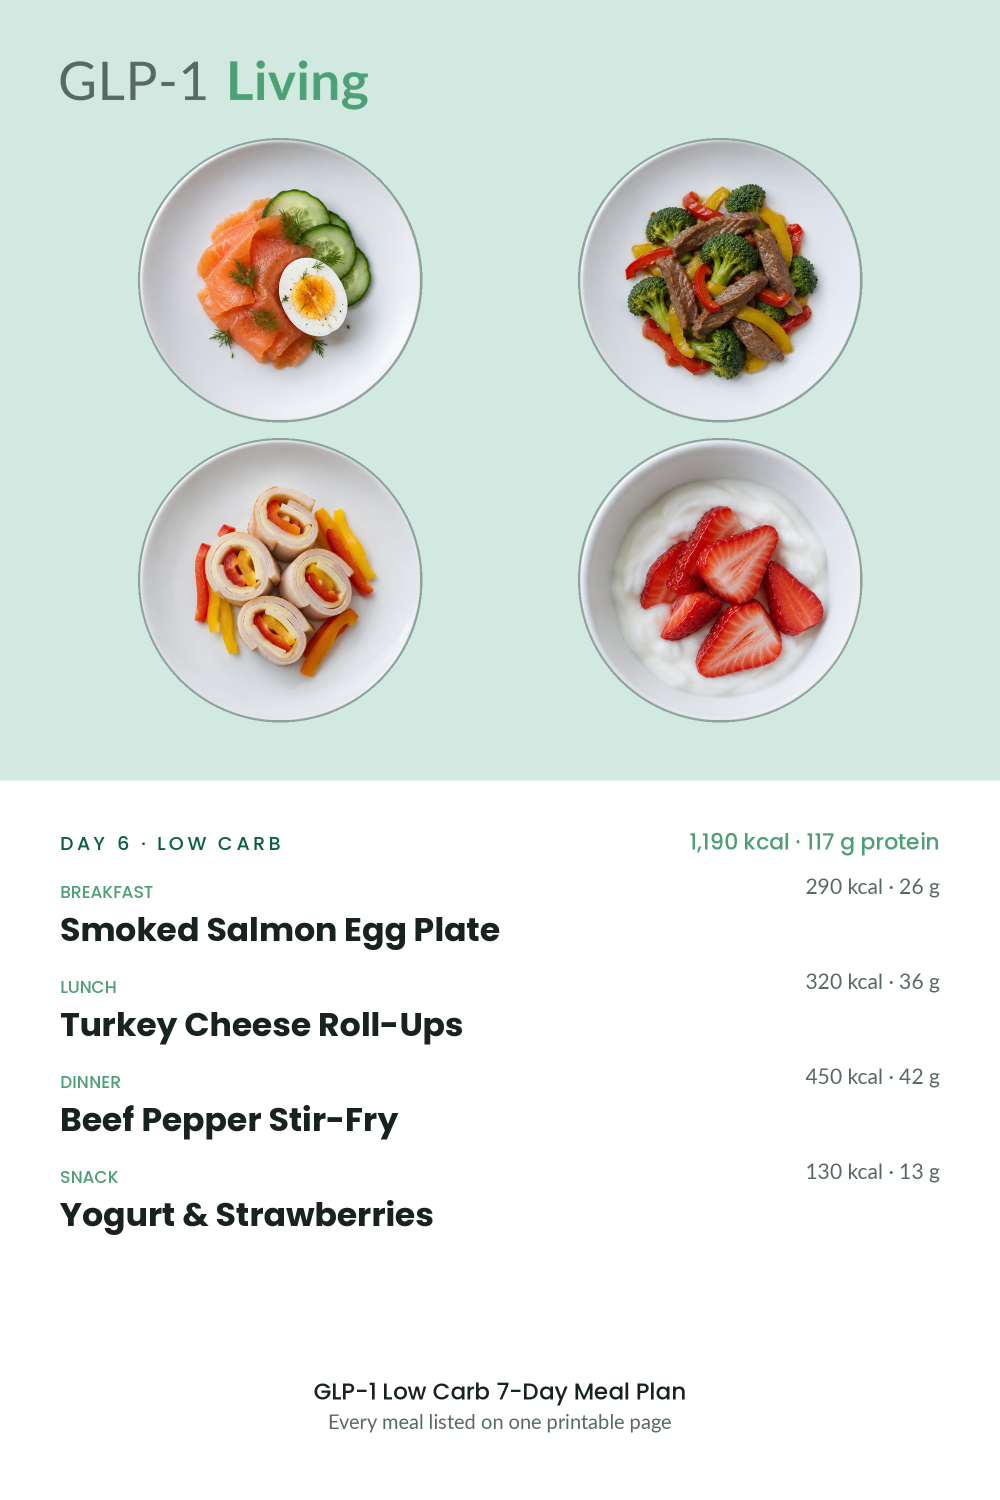 GLP-1 Living
DAY 6 · LOW CARB
1,190 kcal · 117 g protein
BREAKFAST
290 kcal · 26 g
Smoked Salmon Egg Plate
LUNCH
320 kcal · 36 g
Turkey Cheese Roll-Ups
DINNER
450 kcal · 42 g
Beef Pepper Stir-Fry
SNACK
130 kcal · 13 g
Yogurt & Strawberries
GLP-1 Low Carb 7-Day Meal Plan
Every meal listed on one printable page